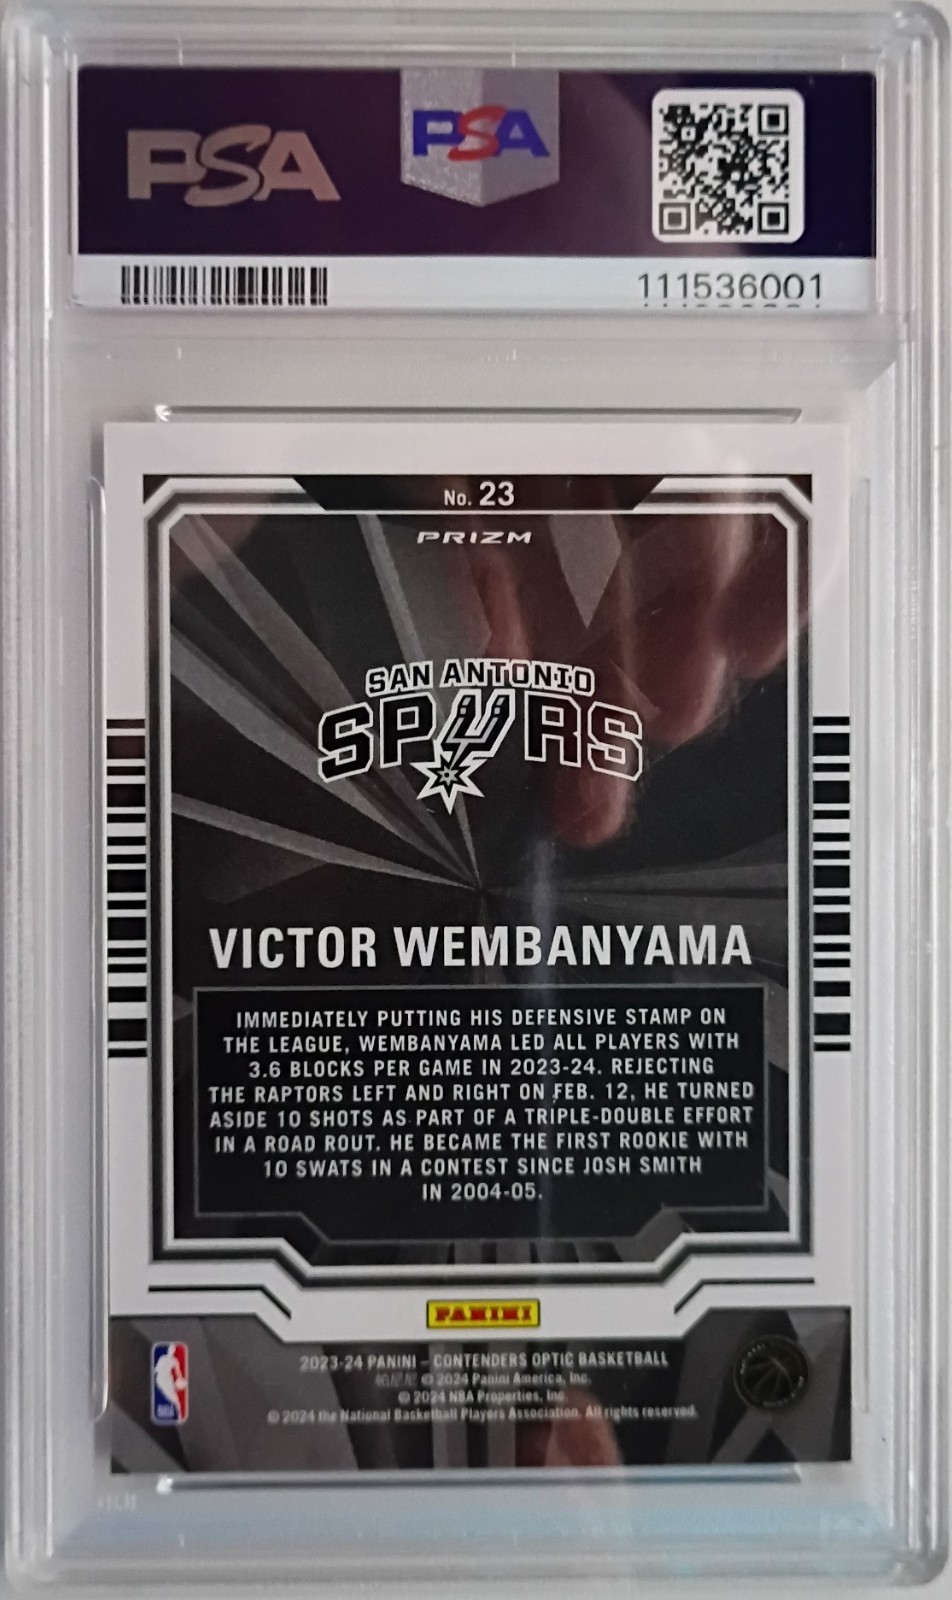 PSA
PSA
111536001
No. 23
PRIZM
SAN ANTONIO
SPURS
VICTOR WEMBANYAMA
IMMEDIATELY PUTTING HIS DEFENSIVE STAMP ON
THE LEAGUE, WEMBANYAMA LED ALL PLAYERS WITH
3.6 BLOCKS PER GAME IN 2023-24. REJECTING
THE RAPTORS LEFT AND RIGHT ON FEB. 12, HE TURNED
ASIDE 10 SHOTS AS PART OF A TRIPLE-DOUBLE EFFORT
IN A ROAD ROUT. HE BECAME THE FIRST ROOKIE WITH
10 SWATS IN A CONTEST SINCE JOSH SMITH
IN 2004-05.
PANINI
2023-24 PANINI – CONTENDERS OPTIC BASKETBALL
帕尼尼 © 2024 Panini America, Inc.
© 2024 NBA Properties, Inc.
© 2024 the National Basketball Players Association. All rights reserved.
NBA